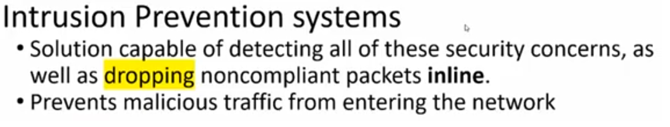 Intrusion Prevention systems
• Solution capable of detecting all of these security concerns, as
well as dropping noncompliant packets inline.
• Prevents malicious traffic from entering the network